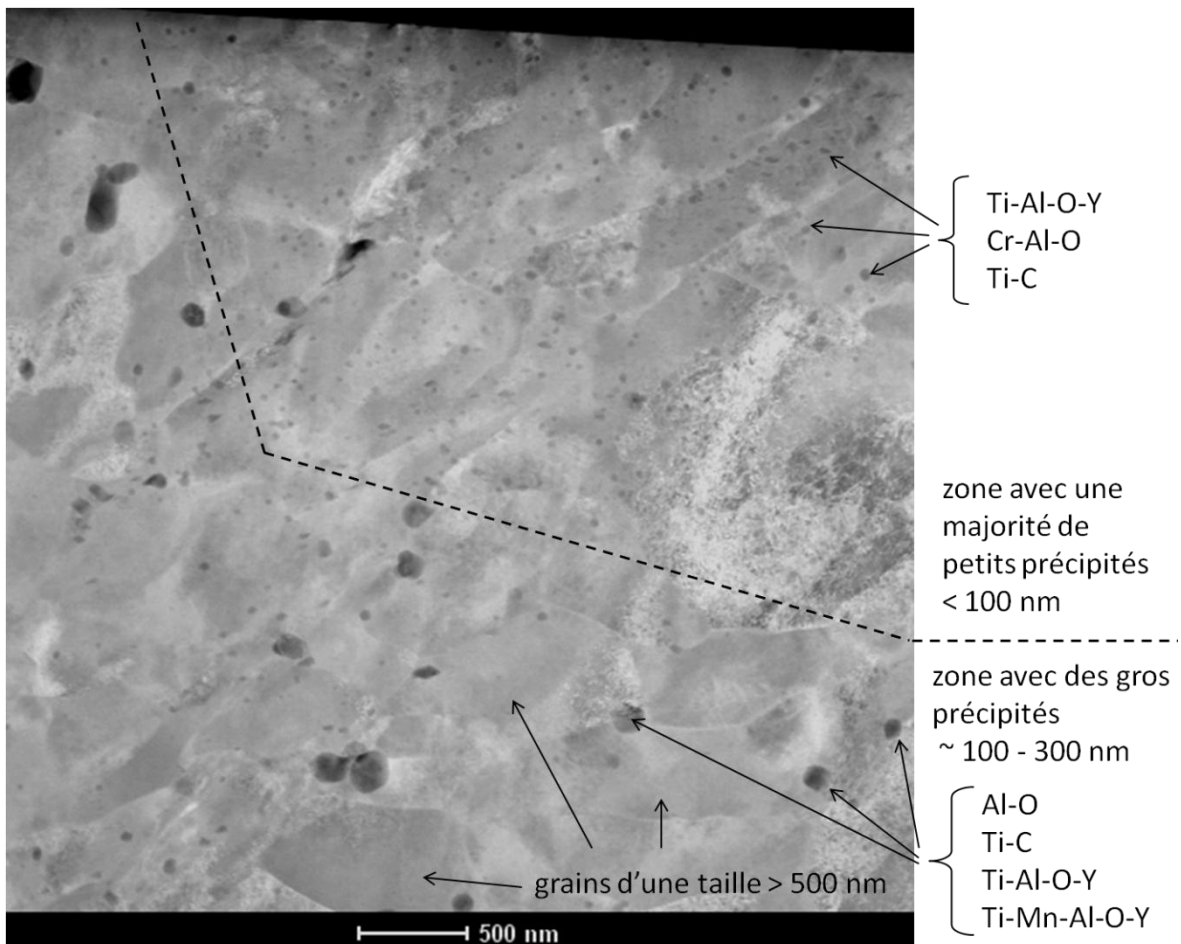 Ti-Al-O-Y
Cr-Al-O
Ti-C
zone avec une
majorité de
petits précipités
< 100 nm
zone avec des gros
précipités
~ 100 - 300 nm
Al-O
Ti-C
Ti-Al-O-Y
Ti-Mn-Al-O-Y
grains d’une taille > 500 nm
500 nm